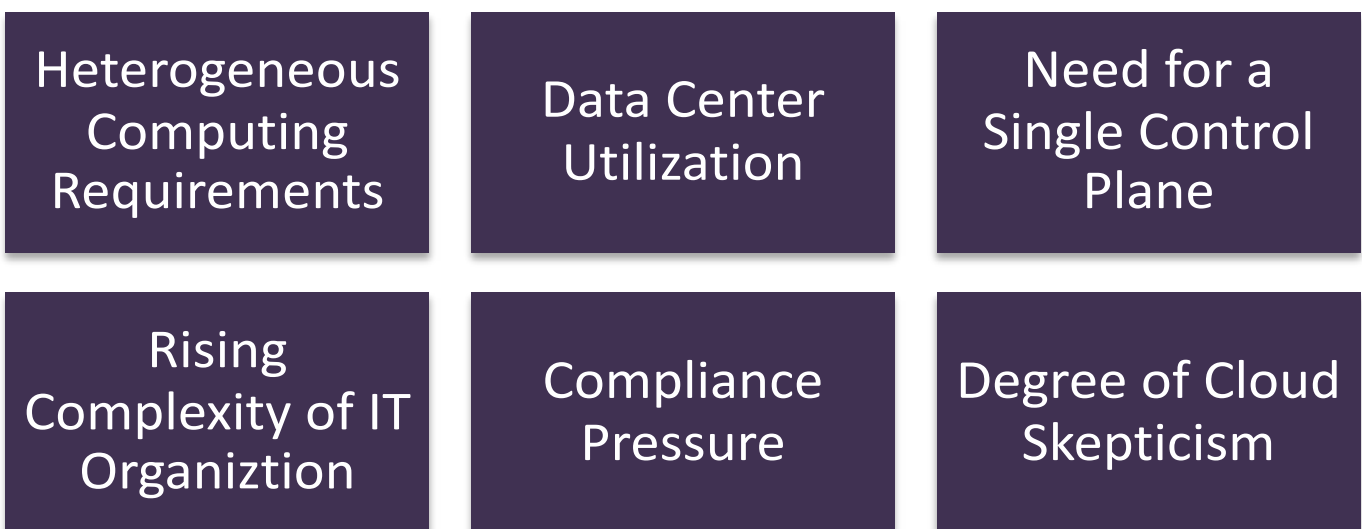 Heterogeneous
Computing
Requirements
Data Center
Utilization
Need for a
Single Control
Plane
Rising
Complexity of IT
Organiztion
Compliance
Pressure
Degree of Cloud
Skepticism